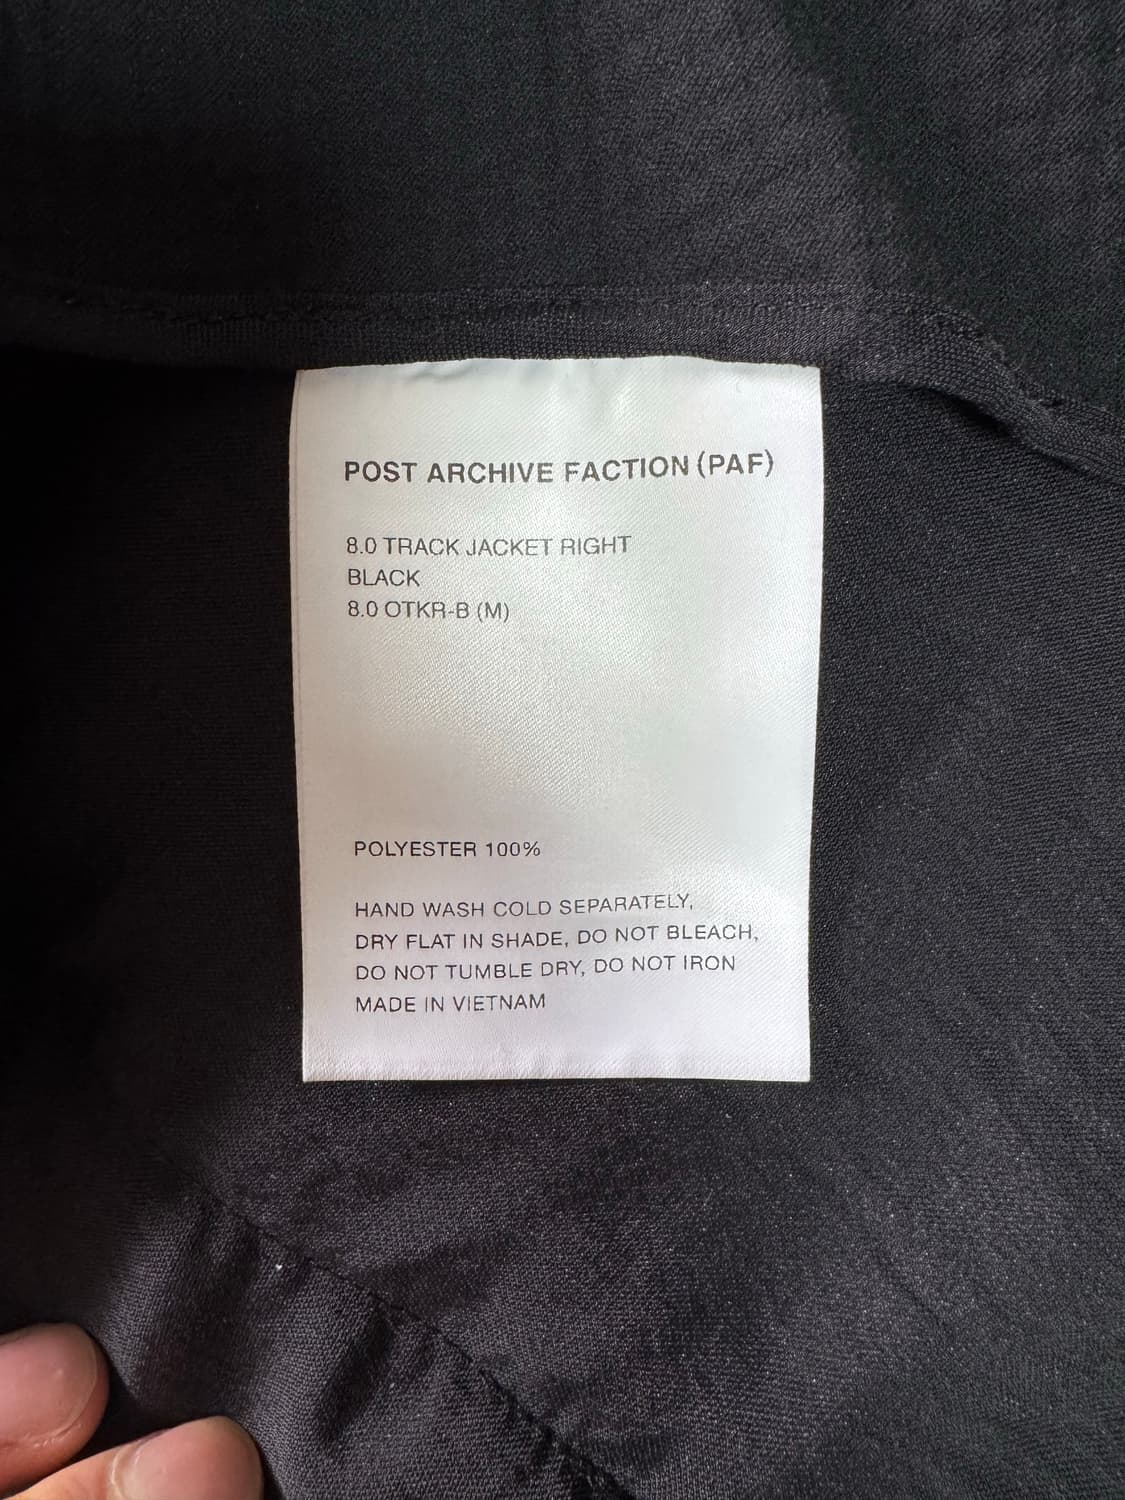 POST ARCHIVE FACTION (PAF)
8.0 TRACK JACKET RIGHT
BLACK
8.0 OTKR-B (M)
POLYESTER 100%
HAND WASH COLD SEPARATELY,
DRY FLAT IN SHADE, DO NOT BLEACH,
DO NOT TUMBLE DRY, DO NOT IRON
MADE IN VIETNAM